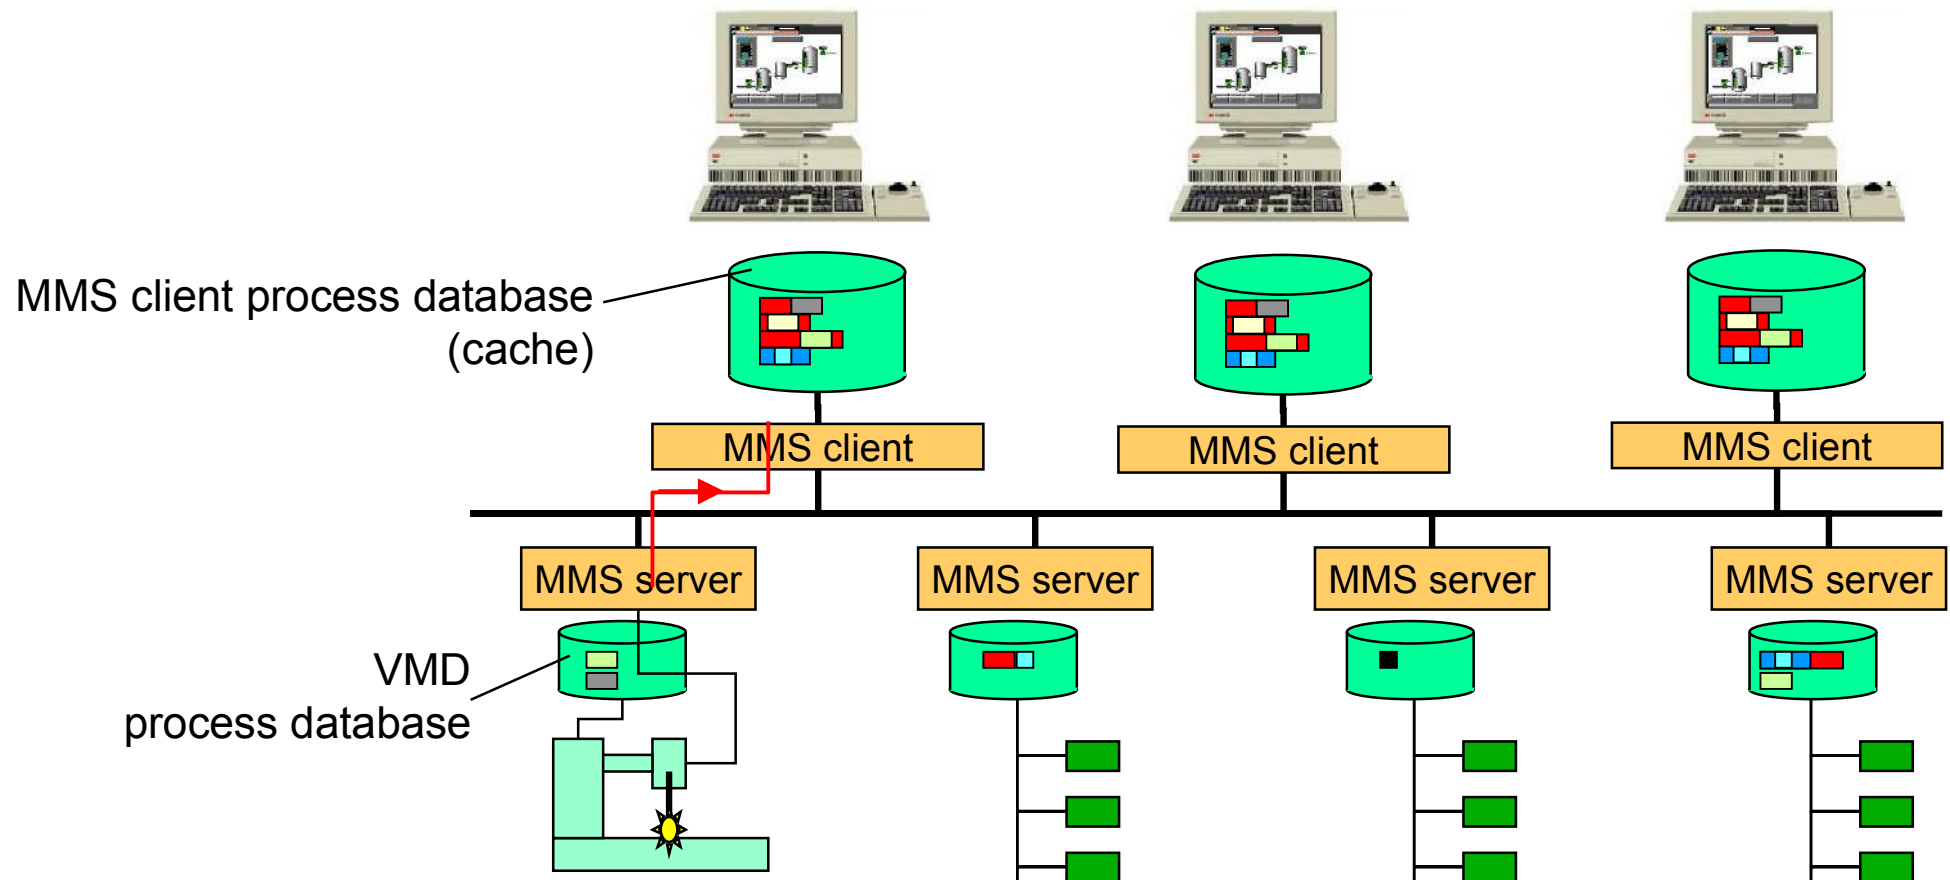 MMS client process database
(cache)
MMS client
MMS client
MMS client
MMS server
MMS server
MMS server
MMS server
VMD
process database